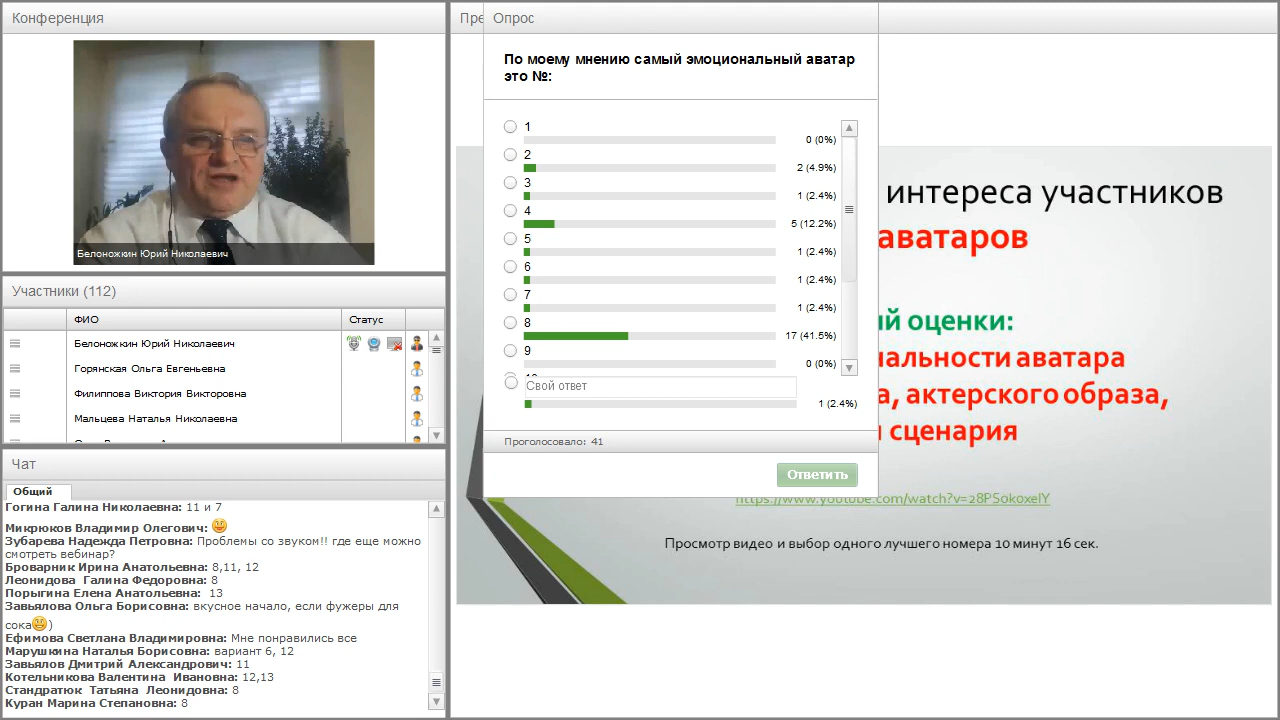 Конференция
Белоножкин Юрий Николаевич
Участники (112)
ФИО
Статус
Белоножкин Юрий Николаевич
Горянская Ольга Евгеньевна
Филиппова Виктория Викторовна
Мальцева Наталья Николаевна
Чат
Общий
Гогина Галина Николаевна: 11 и 7
Микрюков Владимир Олегович:
Зубарева Надежда Петровна: Проблемы со звуком!! где еще можно
смотреть вебинар?
Броварник Ирина Анатольевна: 8,11, 12
Леонидова Галина Федоровна: 8
Порыгина Елена Анатольевна: 13
Завьялова Ольга Борисовна: вкусное начало, если фужеры для
сока )
Ефимова Светлана Владимировна: Мне понравились все
Марушкина Наталья Борисовна: вариант 6, 12
Завьялов Дмитрий Александрович: 11
Котельникова Валентина Ивановна: 12,13
Стандратюк Татьяна Леонидовна: 8
Куран Марина Степановна: 8
Пре
Опрос
По моему мнению самый эмоциональный аватар
это №:
1
0 (0%)
2
2 (4.9%)
3
1 (2.4%)
4
5 (12.2%)
5
1 (2.4%)
6
1 (2.4%)
7
1 (2.4%)
8
17 (41.5%)
9
0 (0%)
Свой ответ
1 (2.4%)
Проголосовало: 41
Ответить
интереса участников
аватаров
й оценки:
альности аватара
а, актерского образа,
сценария
https://www.youtube.com/watch?v=28PSokoxeIY
Просмотр видео и выбор одного лучшего номера 10 минут 16 сек.